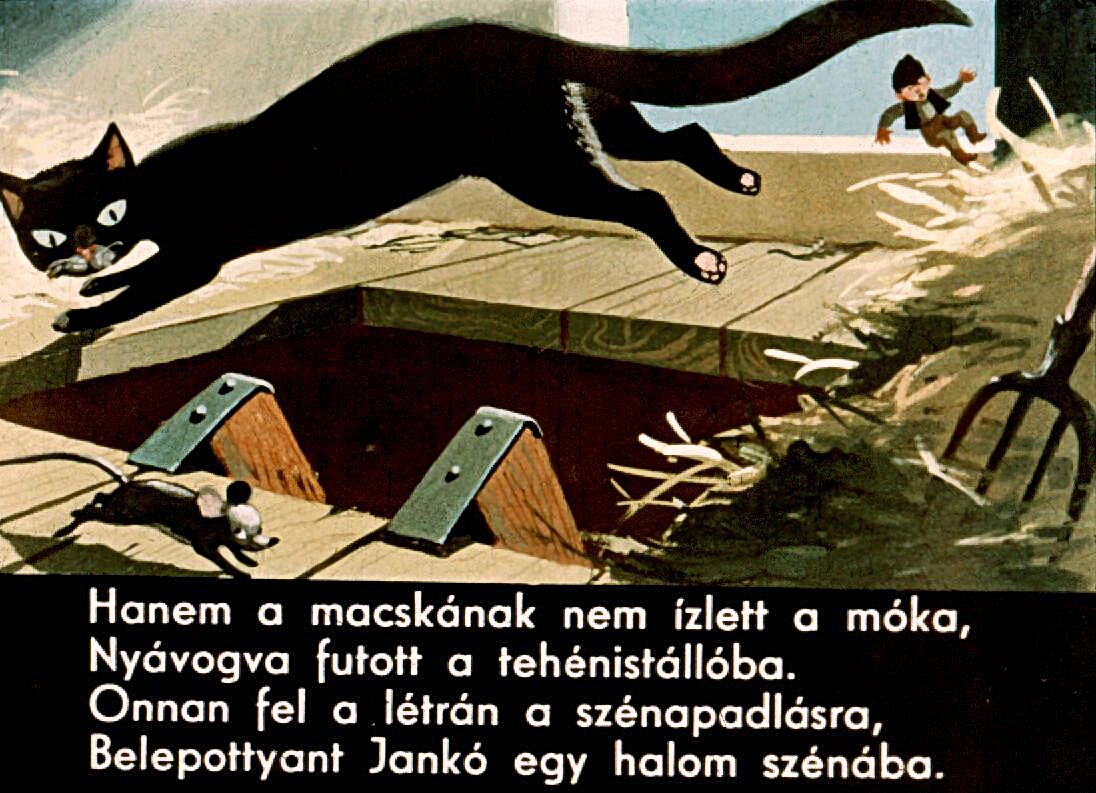 Hanem a macskának nem ízlett a móka,
Nyávogva futott a tehénistállóba.
Onnan fel a létrán a szénapadlásra,
Belepottyant Jankó egy halom szénába.